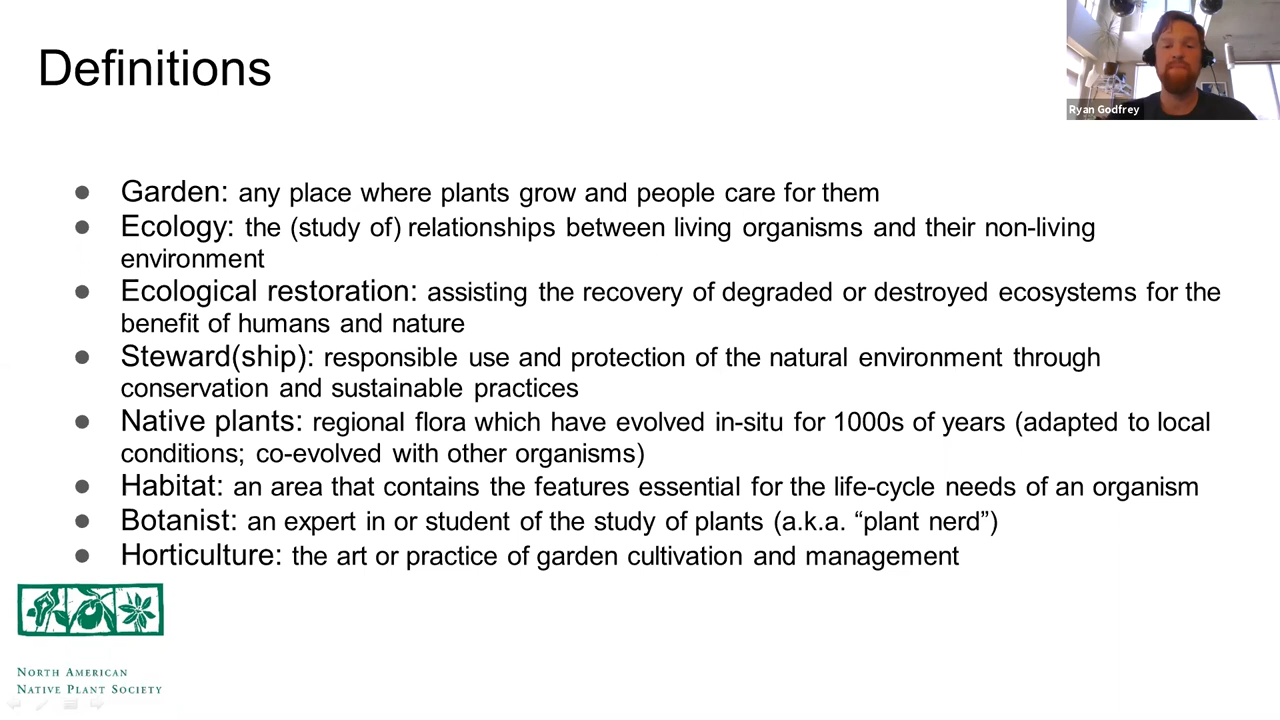 Definitions
Ryan Godfrey
● Garden: any place where plants grow and people care for them
● Ecology: the (study of) relationships between living organisms and their non-living
environment
● Ecological restoration: assisting the recovery of degraded or destroyed ecosystems for the
benefit of humans and nature
● Steward(ship): responsible use and protection of the natural environment through
conservation and sustainable practices
● Native plants: regional flora which have evolved in-situ for 1000s of years (adapted to local
conditions; co-evolved with other organisms)
● Habitat: an area that contains the features essential for the life-cycle needs of an organism
● Botanist: an expert in or student of the study of plants (a.k.a. “plant nerd”)
● Horticulture: the art or practice of garden cultivation and management
North American
Native Plant Society